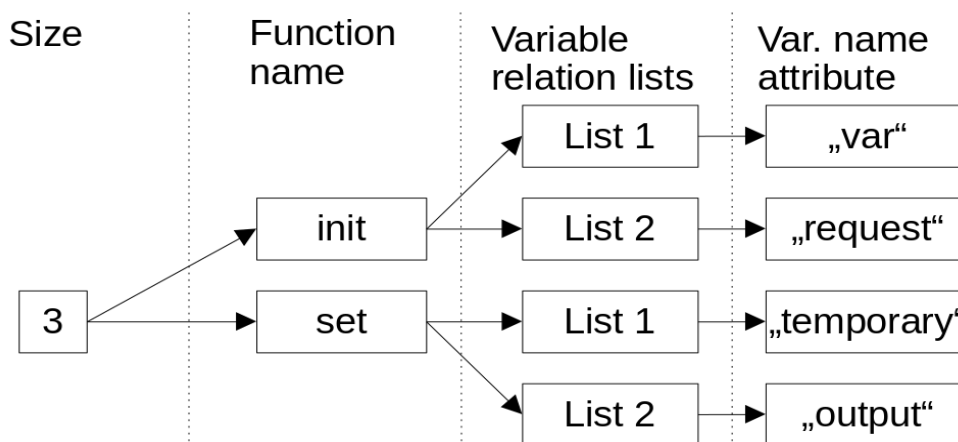 Size
Function
name
Variable
relation lists
Var. name
attribute
List 1
„var“
init
List 2
„request“
3
set
List 1
„temporary“
List 2
„output“